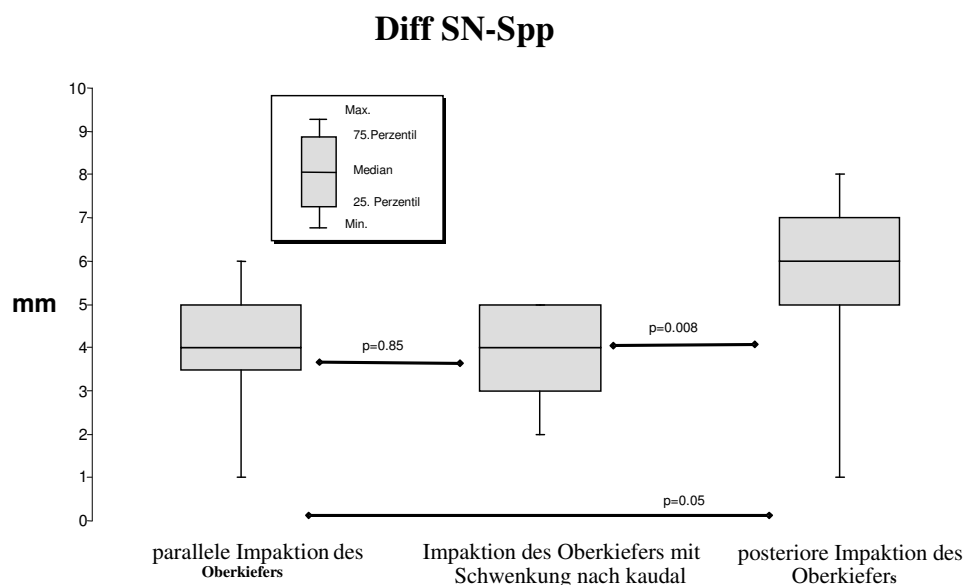 Diff SN-Spp
10
9
8
7
6
5
4
3
2
1
0
mm
Max.
75.Perzentil
Median
25. Perzentil
Min.
p=0.85
p=0.008
p=0.05
parallele Impaktion des
Oberkiefers
Impaktion des Oberkiefers mit
Schwenkung nach kaudal
posteriore Impaktion des
Oberkiefers